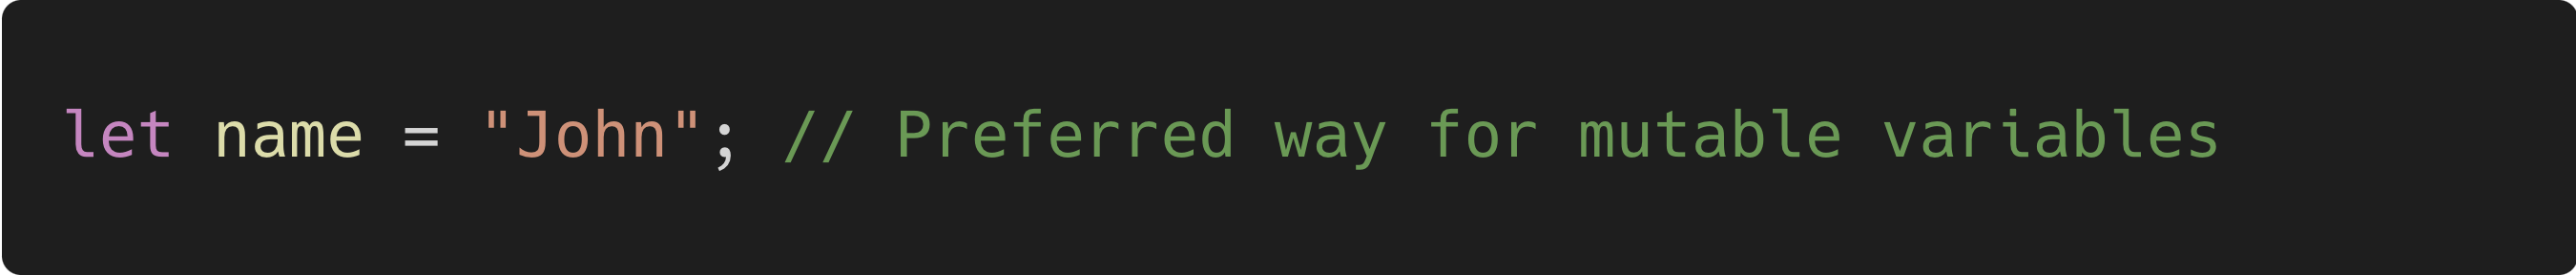 let name = "John"; // Preferred way for mutable variables